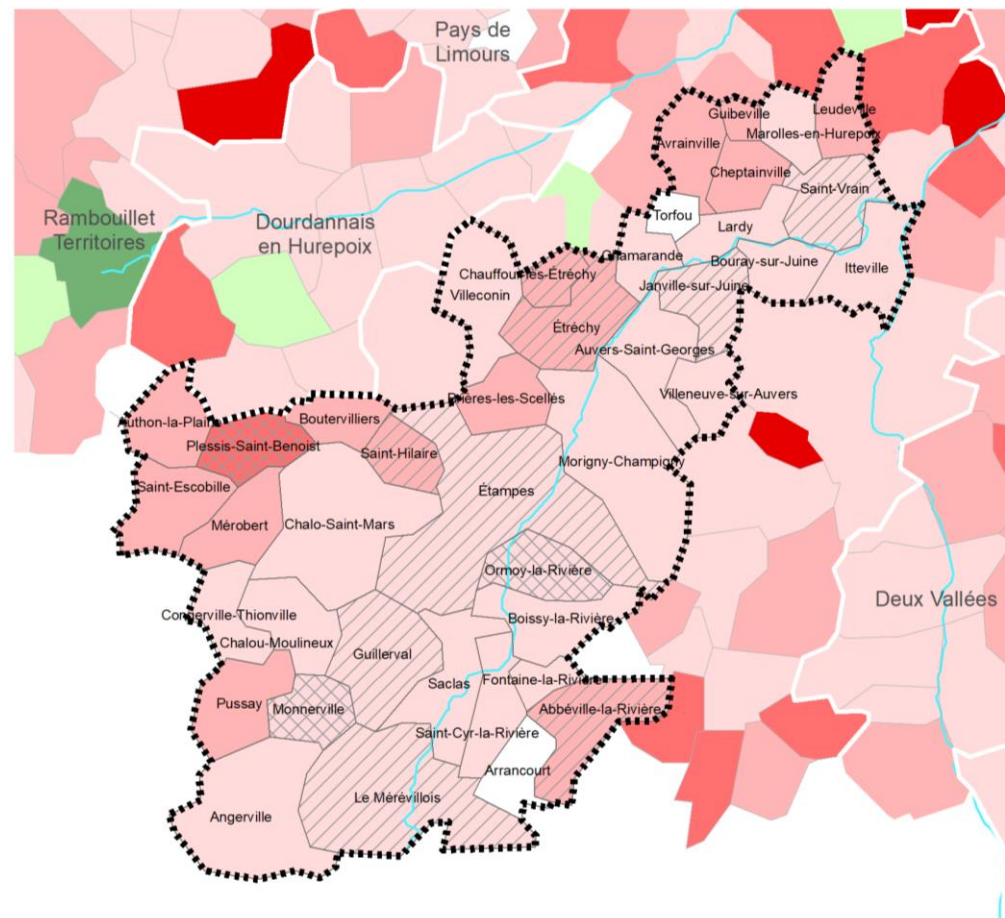 Pays de
Limours
Rambouillet
Territoires
Dourdannais
en Hurepoix
Deux Vallées
Guibeville
Leudeville
Marolles-en-Hurepoix
Avrainville
Cheptainville
Saint-Vrain
Torfou
Lardy
Chamarande
Bouray-sur-Juine
Itteville
Chauffour-lès-Étréchy
Janville-sur-Juine
Villeconin
Étréchy
Auvers-Saint-Georges
Villeneuve-sur-Auvers
Brières-les-Scellés
Authon-la-Plaine
Boutervilliers
Plessis-Saint-Benoist
Saint-Hilaire
Morigny-Champigny
Saint-Escobille
Étampes
Mérobert
Chalo-Saint-Mars
Ormoy-la-Rivière
Congerville-Thionville
Boissy-la-Rivière
Chalou-Moulineux
Guillerval
Saclas
Fontaine-la-Rivière
Pussay
Monnerville
Abbéville-la-Rivière
Saint-Cyr-la-Rivière
Arrancourt
Le Mérévillois
Angerville